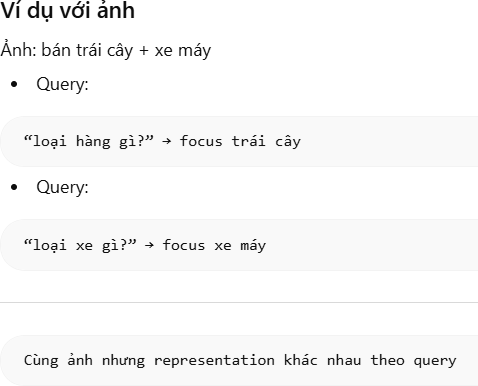 Ví dụ với ảnh
Ảnh: bán trái cây + xe máy
• Query:
“loại hàng gì?” → focus trái cây
• Query:
“loại xe gì?” → focus xe máy
Cùng ảnh nhưng representation khác nhau theo query